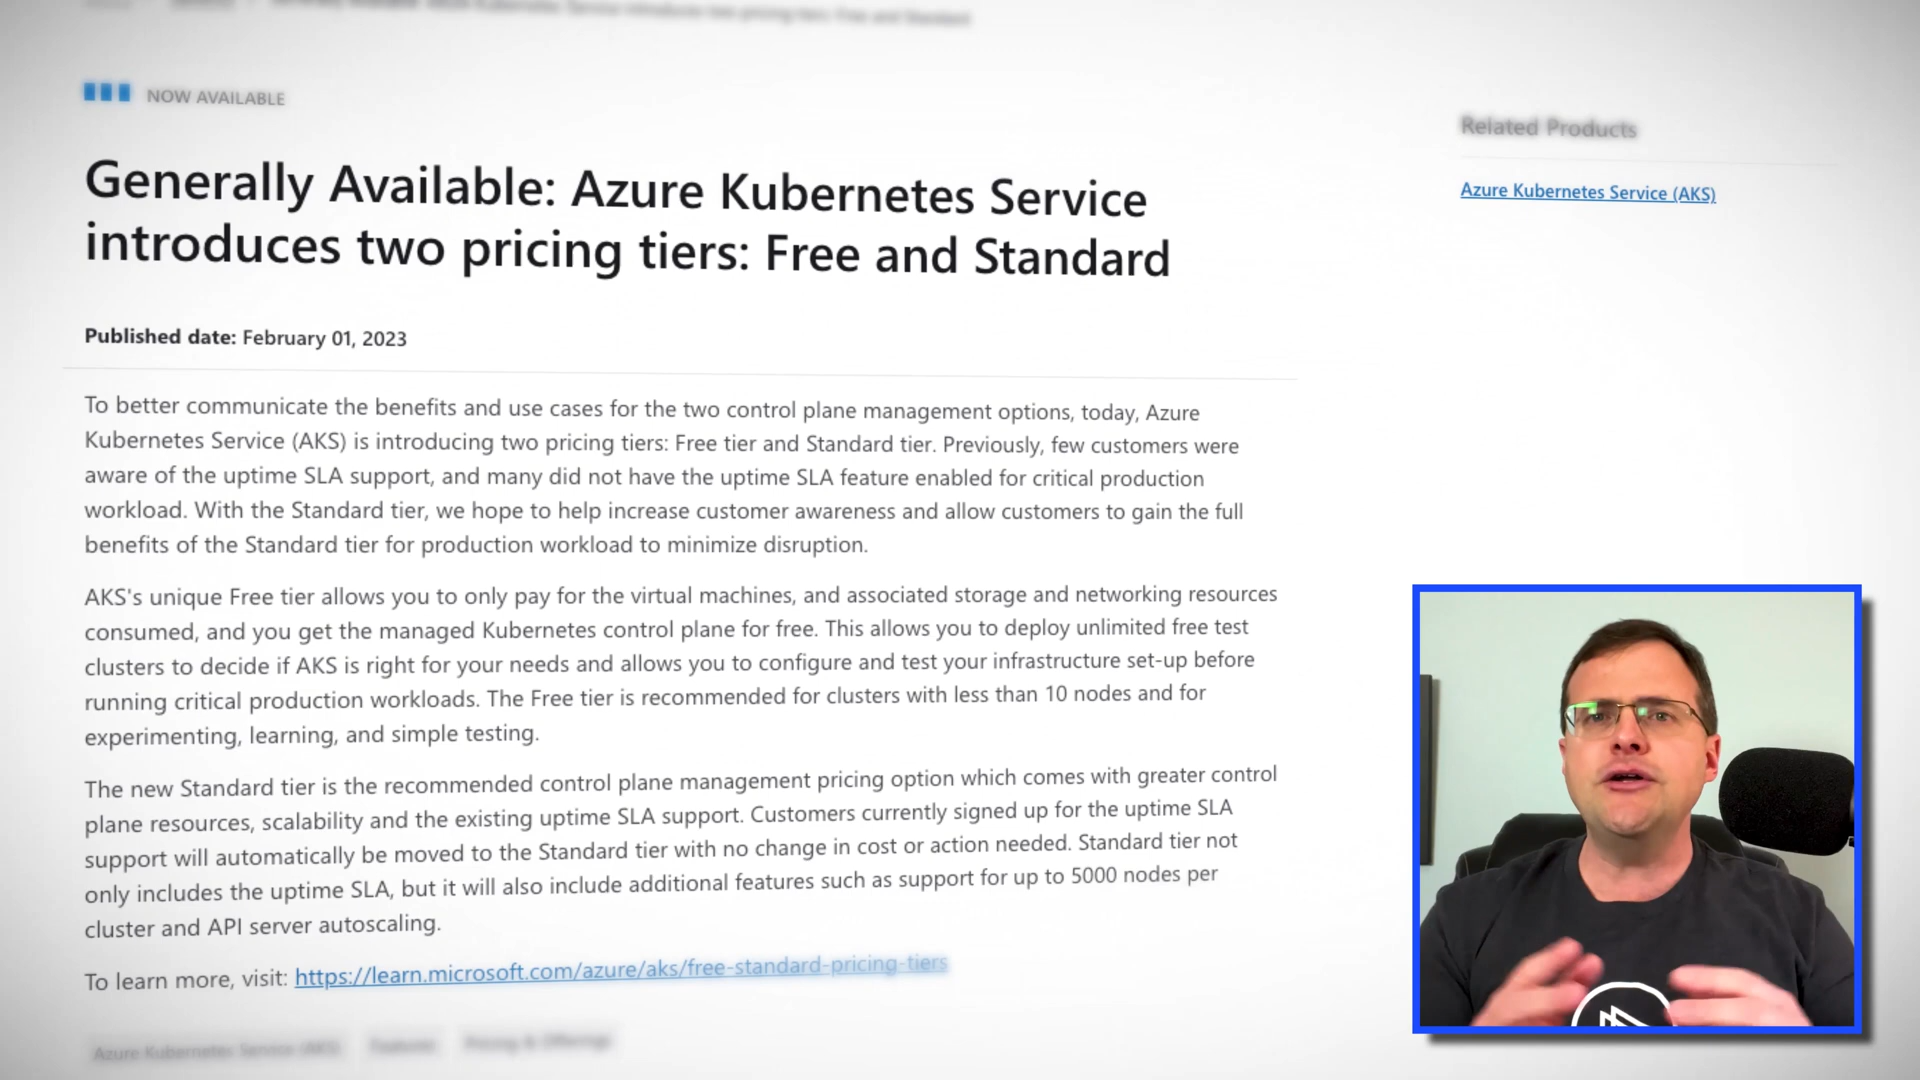 NOW AVAILABLE
Generally Available: Azure Kubernetes Service
introduces two pricing tiers: Free and Standard
Published date: February 01, 2023
To better communicate the benefits and use cases for the two control plane management options, today, Azure
Kubernetes Service (AKS) is introducing two pricing tiers: Free tier and Standard tier. Previously, few customers were
aware of the uptime SLA support, and many did not have the uptime SLA feature enabled for critical production
workload. With the Standard tier, we hope to help increase customer awareness and allow customers to gain the full
benefits of the Standard tier for production workload to minimize disruption.
AKS's unique Free tier allows you to only pay for the virtual machines, and associated storage and networking resources
consumed, and you get the managed Kubernetes control plane for free. This allows you to deploy unlimited free test
clusters to decide if AKS is right for your needs and allows you to configure and test your infrastructure set-up before
running critical production workloads. The Free tier is recommended for clusters with less than 10 nodes and for
experimenting, learning, and simple testing.
The new Standard tier is the recommended control plane management pricing option which comes with greater control
plane resources, scalability and the existing uptime SLA support. Customers currently signed up for the uptime SLA
support will automatically be moved to the Standard tier with no change in cost or action needed. Standard tier not
only includes the uptime SLA, but it will also include additional features such as support for up to 5000 nodes per
cluster and API server autoscaling.
To learn more, visit: https://learn.microsoft.com/azure/aks/free-standard-pricing-tiers
Azure Kubernetes Service (AKS) Features Pricing & Offerings
Related Products
Azure Kubernetes Service (AKS)